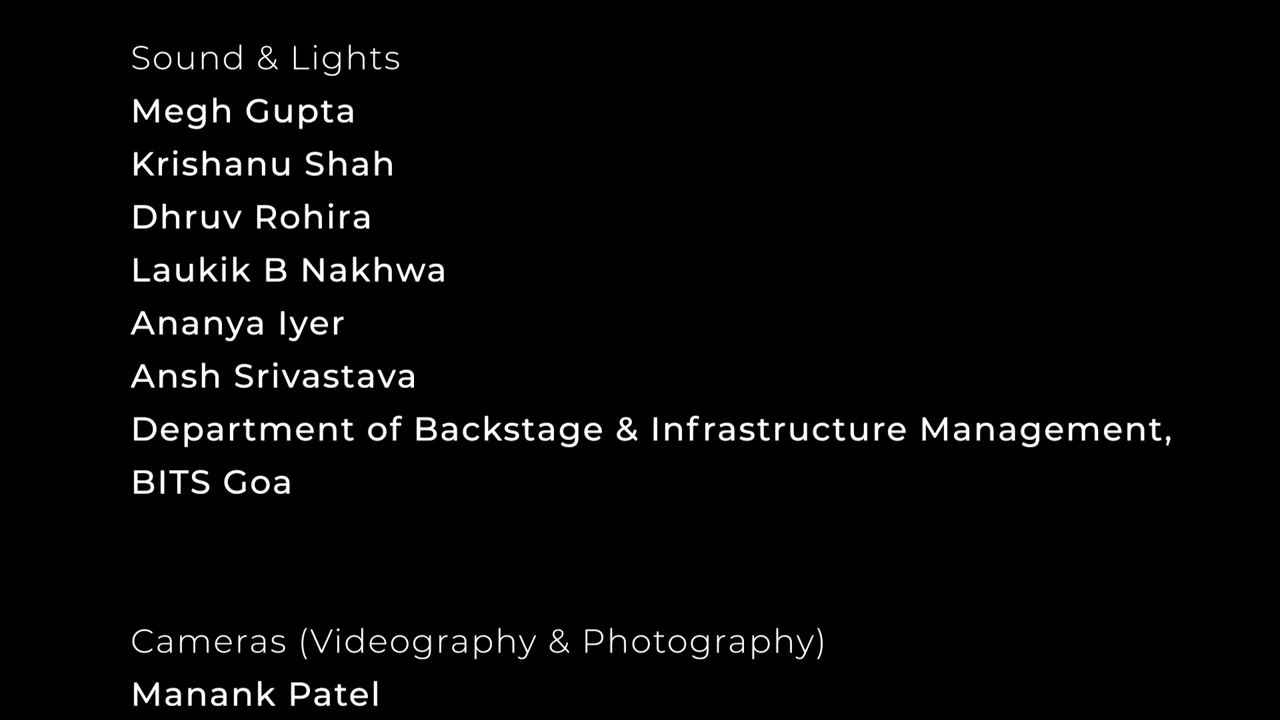 Sound & Lights
Megh Gupta
Krishanu Shah
Dhruv Rohira
Laukik B Nakhwa
Ananya Iyer
Ansh Srivastava
Department of Backstage & Infrastructure Management,
BITS Goa
Cameras (Videography & Photography)
Manank Patel